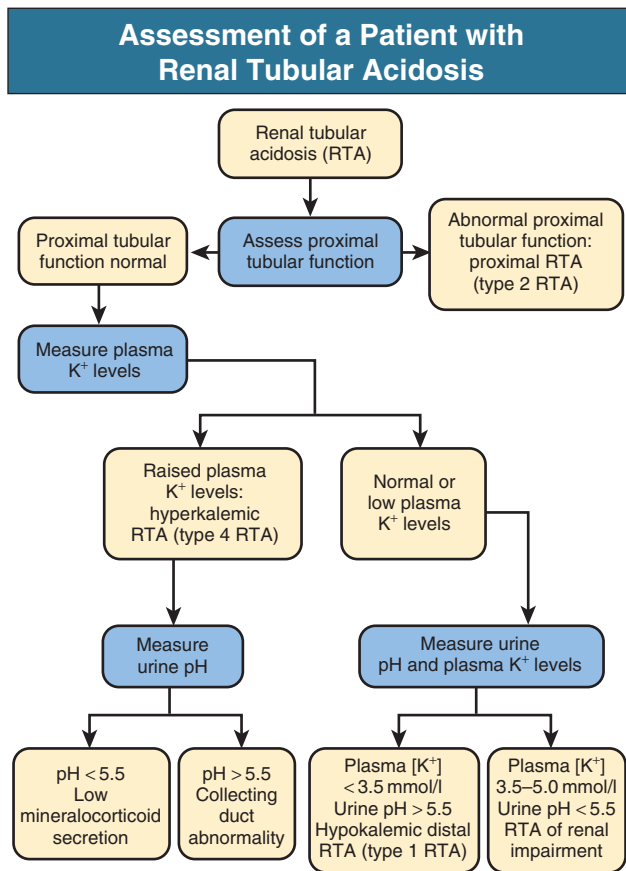 Assessment of a Patient with
Renal Tubular Acidosis
Renal tubular
acidosis (RTA)
Proximal tubular
function normal
Assess proximal
tubular function
Abnormal proximal
tubular function:
proximal RTA
(type 2 RTA)
Measure plasma
K⁺ levels
Raised plasma
K⁺ levels:
hyperkalemic
RTA (type 4 RTA)
Normal or
low plasma
K⁺ levels
Measure
urine pH
Measure urine
pH and plasma K⁺ levels
pH < 5.5
Low
mineralocorticoid
secretion
pH > 5.5
Collecting
duct
abnormality
Plasma [K⁺]
< 3.5 mmol/l
Urine pH > 5.5
Hypokalemic distal
RTA (type 1 RTA)
Plasma [K⁺]
3.5–5.0 mmol/l
Urine pH < 5.5
RTA of renal
impairment